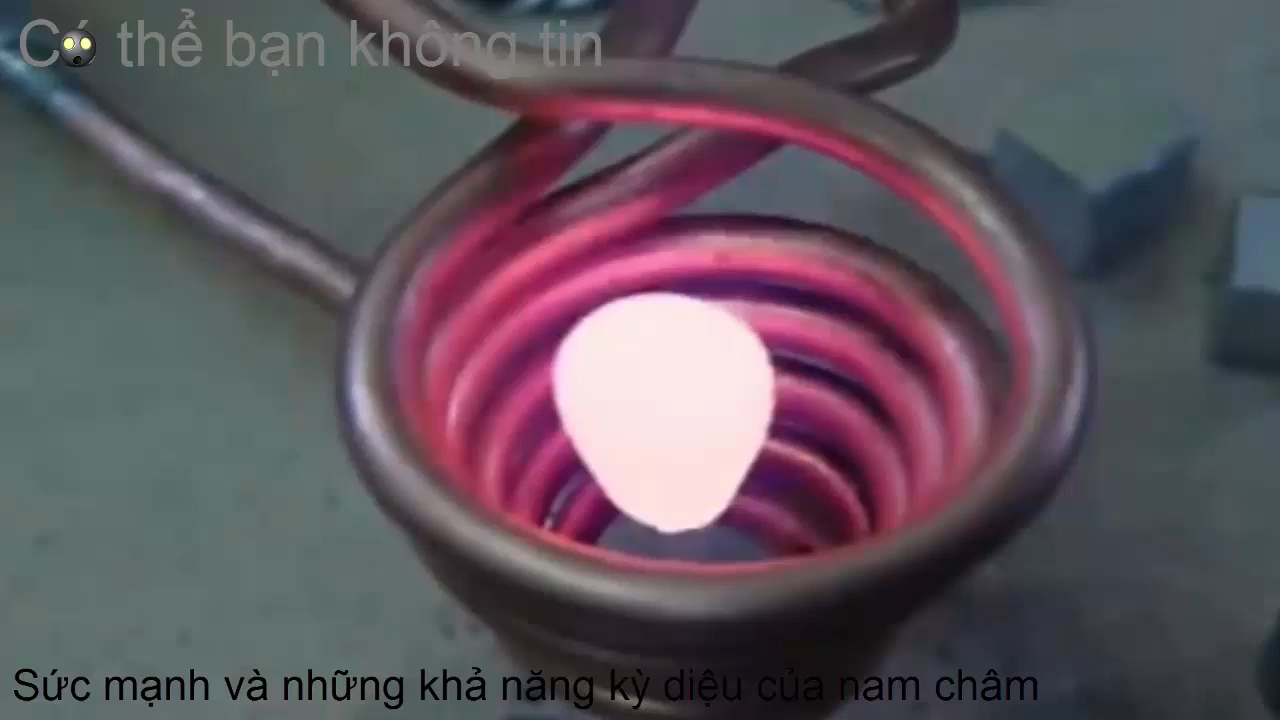 Có thể bạn không tin
Sức mạnh và những khả năng kỳ diệu của nam châm